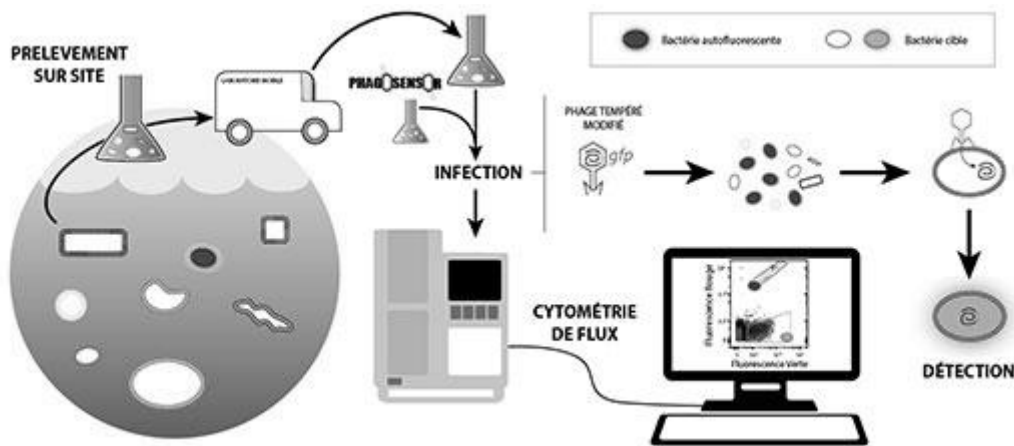 PRELEVEMENT
SUR SITE
LABORATOIRE MOBILE
PHAGOSENSOR
INFECTION
PHAGE TEMPÉRÉ
MODIFIÉ
gfp
Bactérie autofluorescente
Bactérie cible
CYTOMÉTRIE
DE FLUX
Fluorescence Rouge
Fluorescence Verte
DÉTECTION